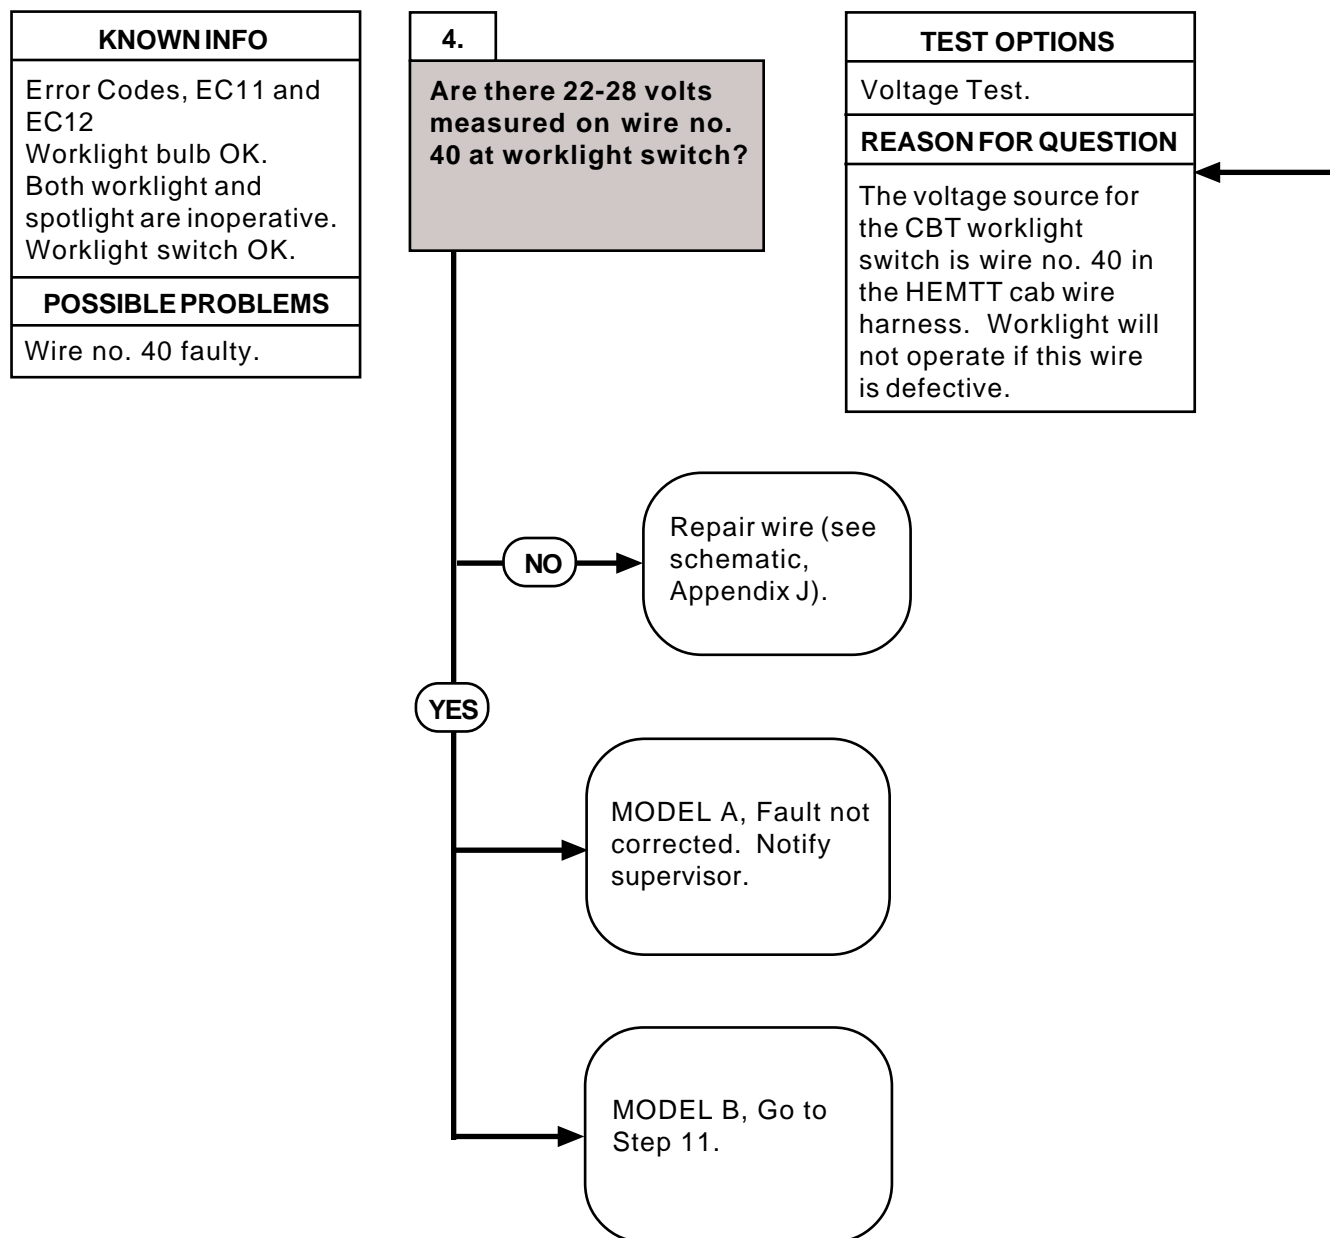 KNOWN INFO
Error Codes, EC11 and
EC12
Worklight bulb OK.
Both worklight and
spotlight are inoperative.
Worklight switch OK.
POSSIBLE PROBLEMS
Wire no. 40 faulty.
4.
Are there 22-28 volts
measured on wire no.
40 at worklight switch?
TEST OPTIONS
Voltage Test.
REASON FOR QUESTION
The voltage source for
the CBT worklight
switch is wire no. 40 in
the HEMTT cab wire
harness. Worklight will
not operate if this wire
is defective.
NO
Repair wire (see
schematic,
Appendix J).
YES
MODEL A, Fault not
corrected. Notify
supervisor.
MODEL B, Go to
Step 11.